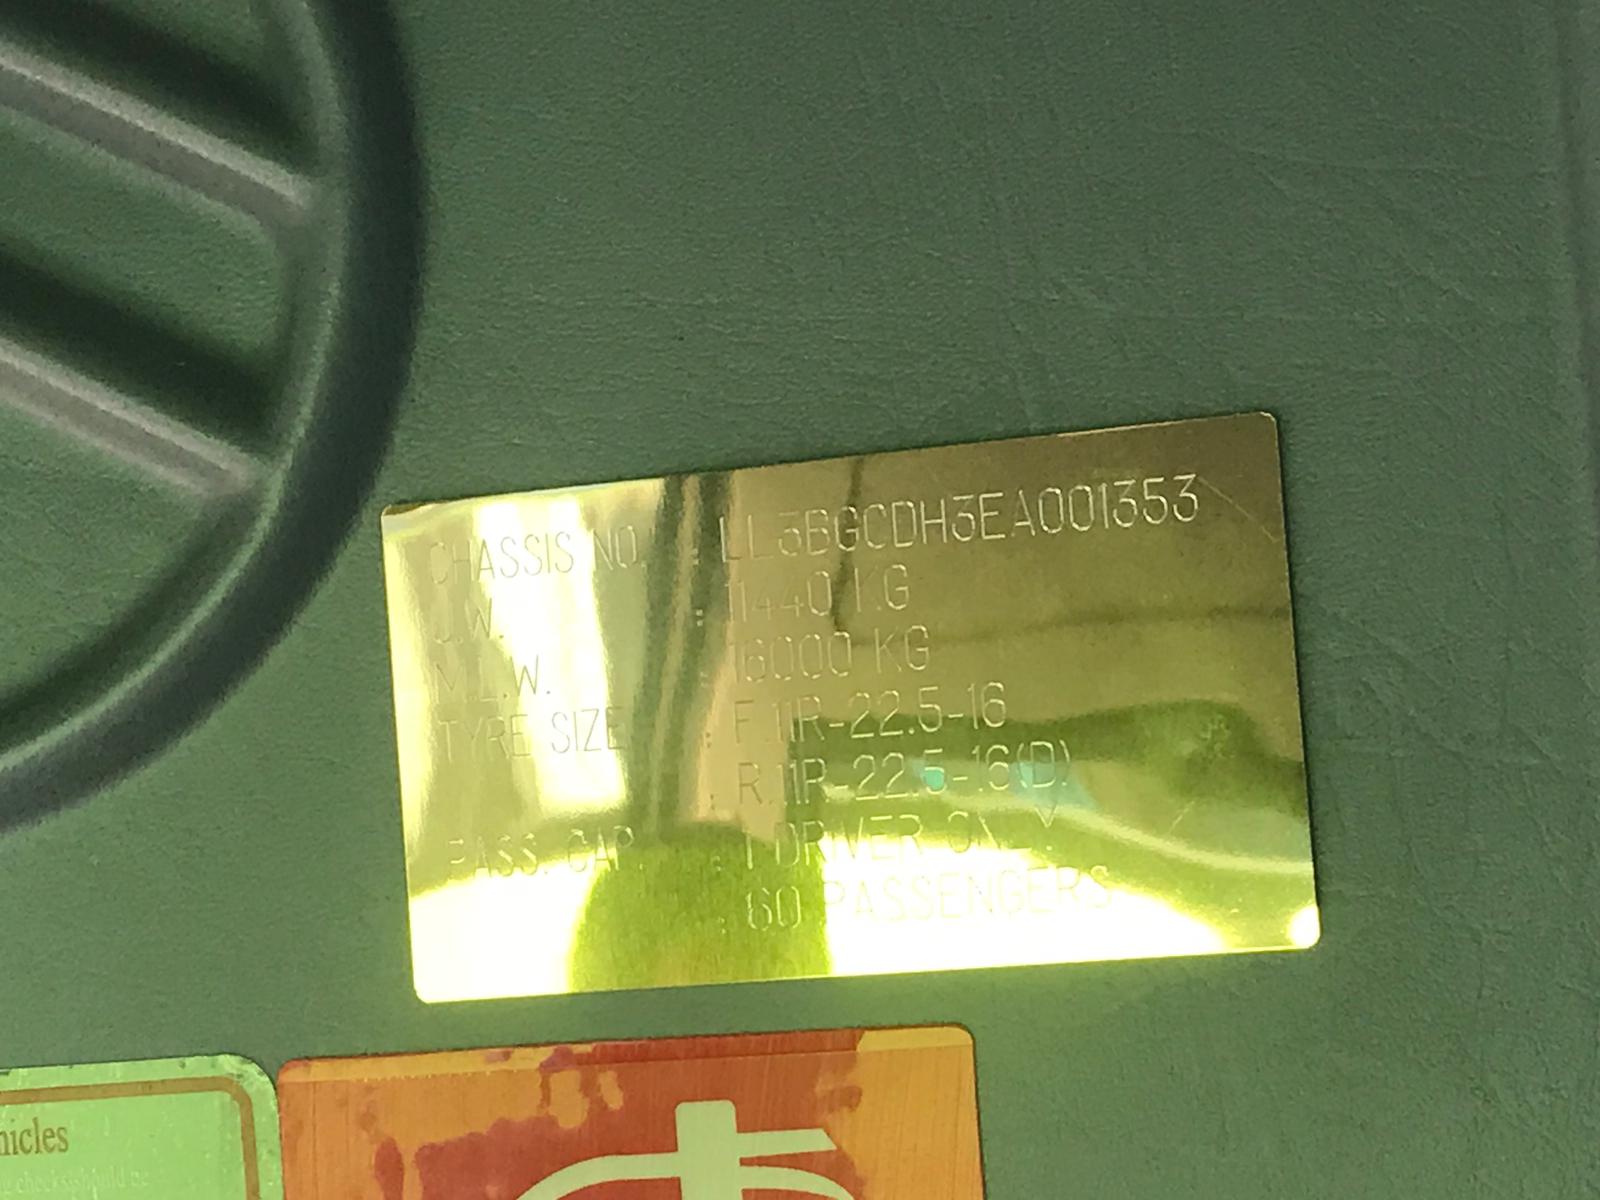 CHASSIS NO. : LL3BGCDH3EA001353
U.W. : 11440 KG
M.L.W. : 16000 KG
TYRE SIZE : F.11R-22.5-16
: R.11R-22.5-16(D)
PASS. CAP. : 1 DRIVER ONLY.
: 60 PASSENGERS